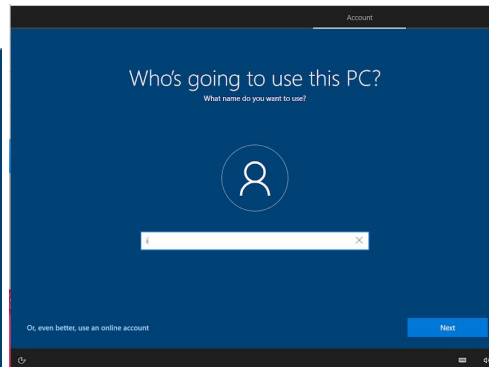 Account
Who's going to use this PC?
What name do you want to use?
Or, even better, use an online account
Next